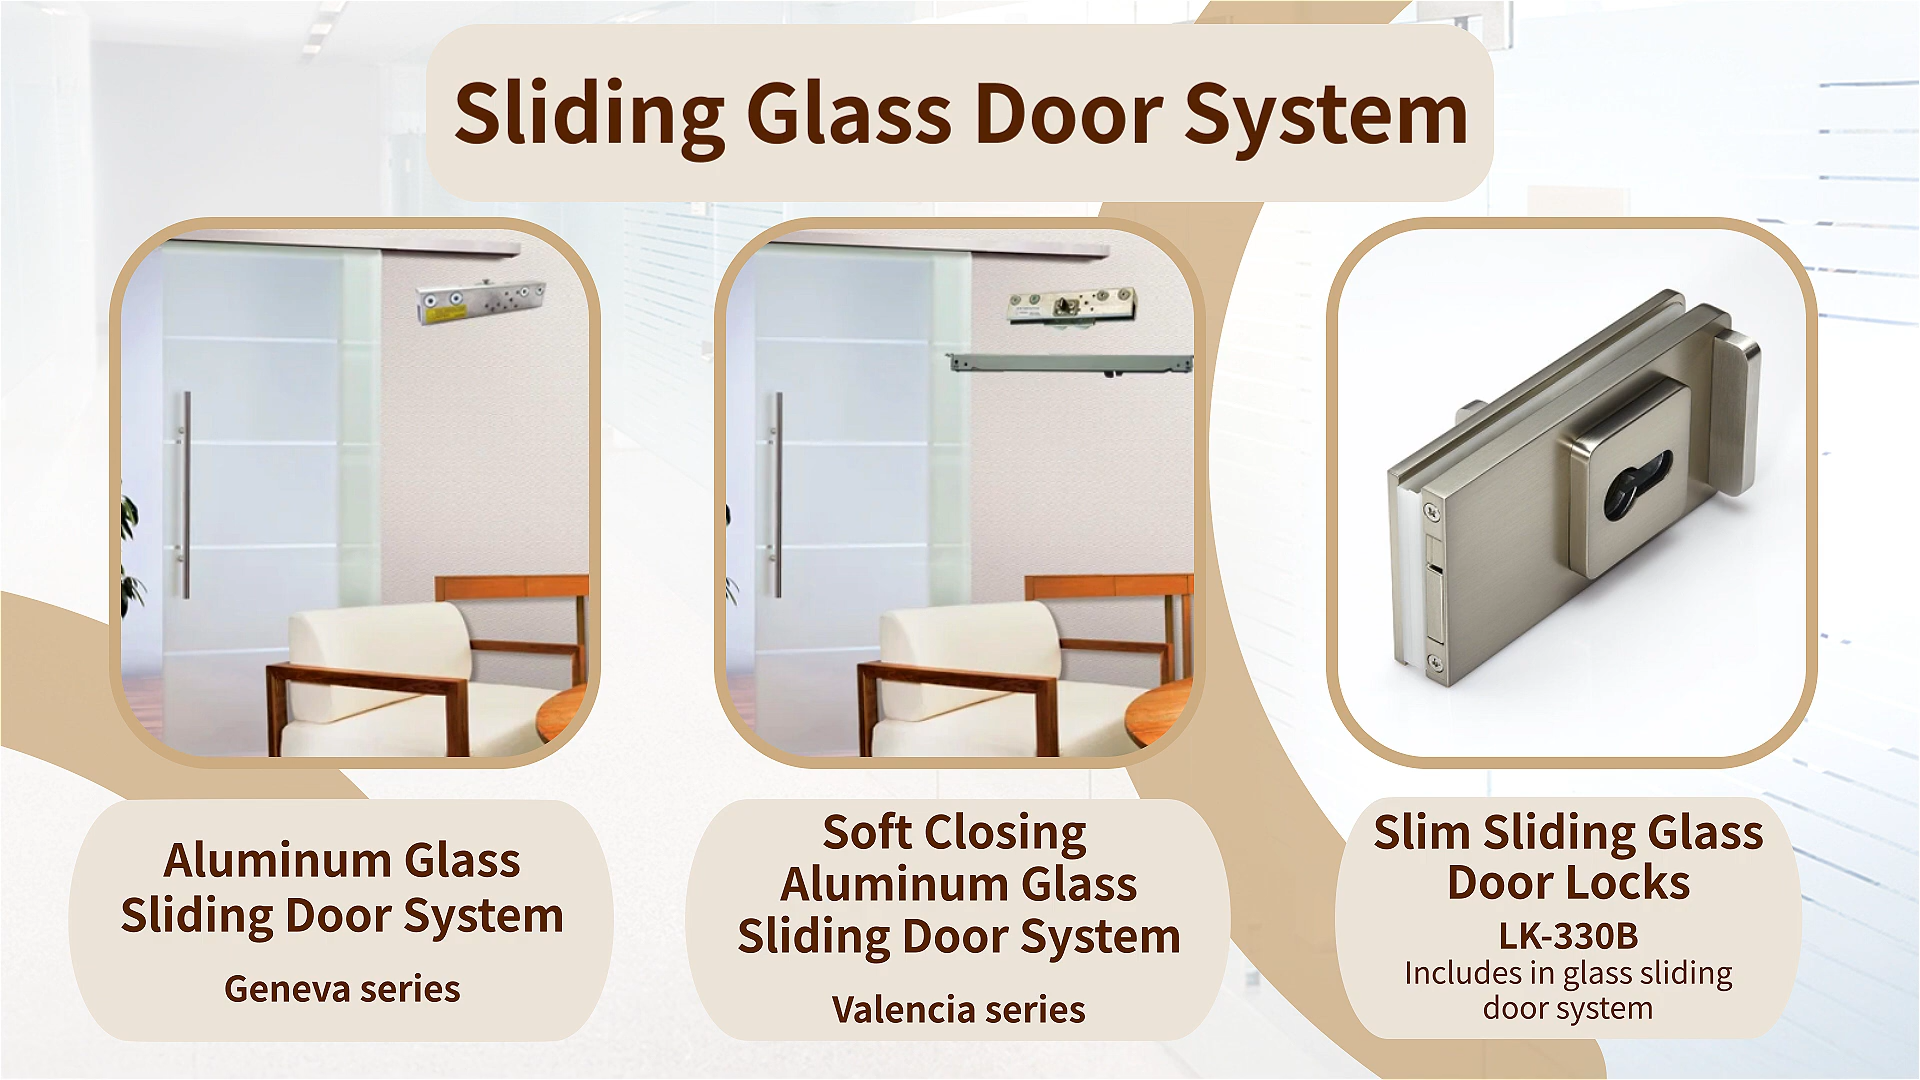 Sliding Glass Door System
Aluminum Glass
Sliding Door System
Geneva series
Soft Closing
Aluminum Glass
Sliding Door System
Valencia series
Slim Sliding Glass
Door Locks
LK-330B
Includes in glass sliding
door system